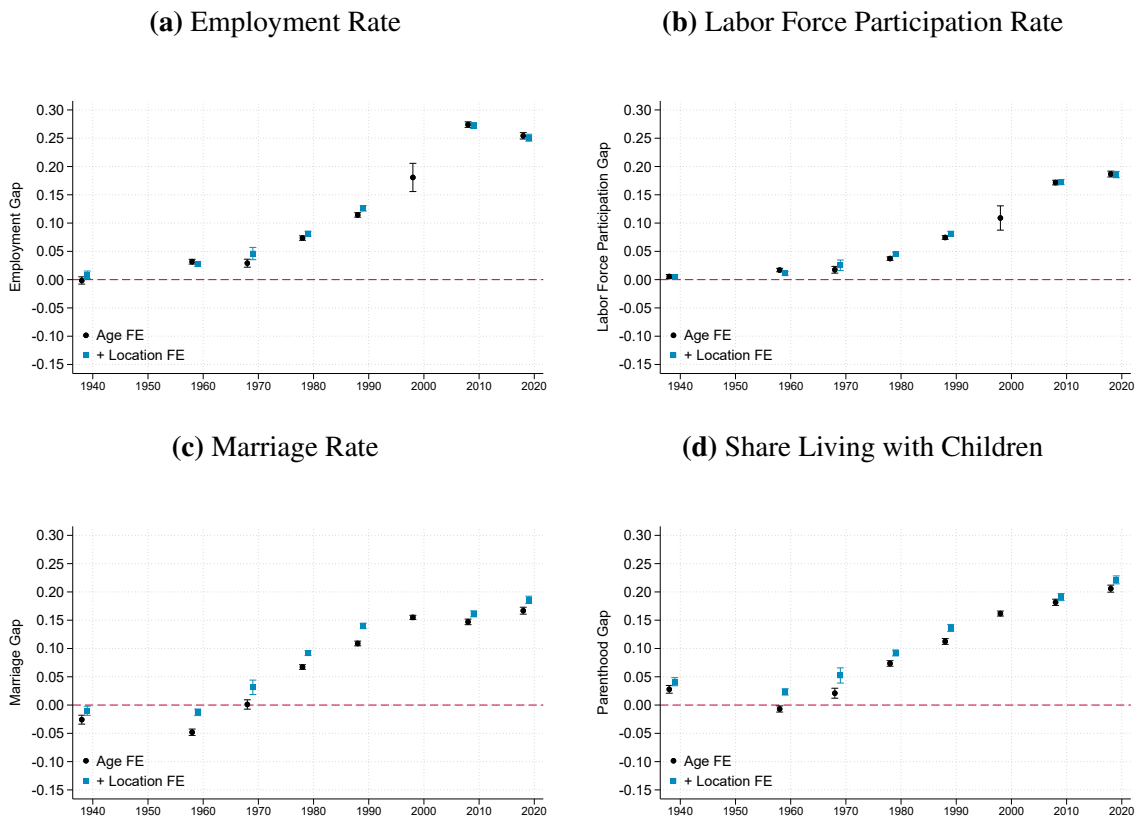 (a) Employment Rate
(b) Labor Force Participation Rate
Employment Gap
0.30
0.25
0.20
0.15
0.10
0.05
0.00
-0.05
-0.10
-0.15
Age FE
+ Location FE
1940 1950 1960 1970 1980 1990 2000 2010 2020
Labor Force Participation Gap
0.30
0.25
0.20
0.15
0.10
0.05
0.00
-0.05
-0.10
-0.15
Age FE
+ Location FE
1940 1950 1960 1970 1980 1990 2000 2010 2020
(c) Marriage Rate
(d) Share Living with Children
Marriage Gap
0.30
0.25
0.20
0.15
0.10
0.05
0.00
-0.05
-0.10
-0.15
Age FE
+ Location FE
1940 1950 1960 1970 1980 1990 2000 2010 2020
Parenthood Gap
0.30
0.25
0.20
0.15
0.10
0.05
0.00
-0.05
-0.10
-0.15
Age FE
+ Location FE
1940 1950 1960 1970 1980 1990 2000 2010 2020